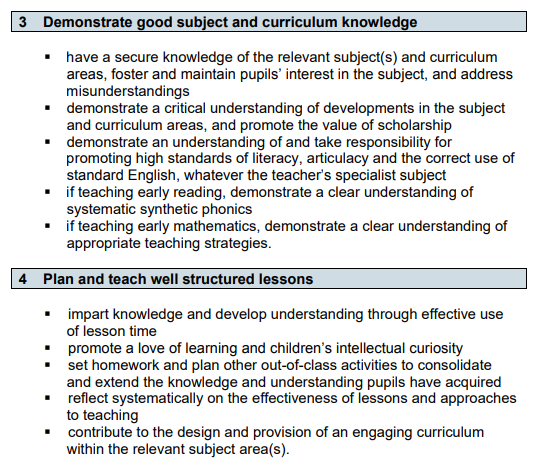 3 Demonstrate good subject and curriculum knowledge
▪ have a secure knowledge of the relevant subject(s) and curriculum
areas, foster and maintain pupils’ interest in the subject, and address
misunderstandings
▪ demonstrate a critical understanding of developments in the subject
and curriculum areas, and promote the value of scholarship
▪ demonstrate an understanding of and take responsibility for
promoting high standards of literacy, articulacy and the correct use of
standard English, whatever the teacher’s specialist subject
▪ if teaching early reading, demonstrate a clear understanding of
systematic synthetic phonics
▪ if teaching early mathematics, demonstrate a clear understanding of
appropriate teaching strategies.
4 Plan and teach well structured lessons
▪ impart knowledge and develop understanding through effective use
of lesson time
▪ promote a love of learning and children’s intellectual curiosity
▪ set homework and plan other out-of-class activities to consolidate
and extend the knowledge and understanding pupils have acquired
▪ reflect systematically on the effectiveness of lessons and approaches
to teaching
▪ contribute to the design and provision of an engaging curriculum
within the relevant subject area(s).